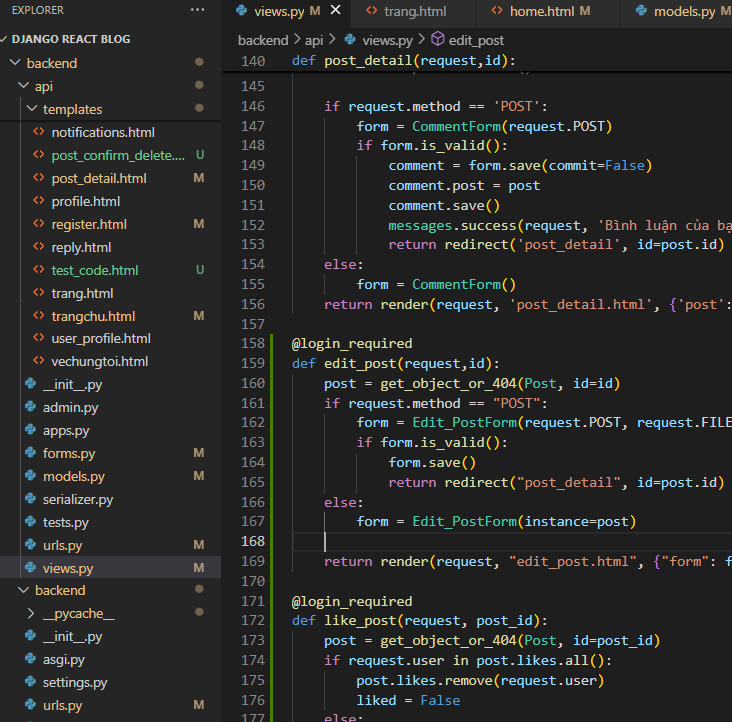 EXPLORER ...
views.py M
trang.html
home.html M
models.py M
DJANGO REACT BLOG
backend
api
templates
notifications.html
post_confirm_delete.... U
post_detail.html M
profile.html
register.html M
reply.html
test_code.html U
trang.html
trangchu.html M
user_profile.html
vechungtoi.html
__init__.py
admin.py
apps.py
forms.py M
models.py M
serializer.py
tests.py
urls.py M
views.py M
backend
__pycache__
__init__.py
asgi.py
settings.py
urls.py M
views.py M
backend > api > views.py > edit_post
140 def post_detail(request,id):
145
146 if request.method == 'POST':
147 form = CommentForm(request.POST)
148 if form.is_valid():
149 comment = form.save(commit=False)
150 comment.post = post
151 comment.save()
152 messages.success(request, 'Bình luận của bạ
153 return redirect('post_detail', id=post.id)
154 else:
155 form = CommentForm()
156 return render(request, 'post_detail.html', {'post':
157
158 @login_required
159 def edit_post(request,id):
160 post = get_object_or_404(Post, id=id)
161 if request.method == "POST":
162 form = Edit_PostForm(request.POST, request.FILE
163 if form.is_valid():
164 form.save()
165 return redirect("post_detail", id=post.id)
166 else:
167 form = Edit_PostForm(instance=post)
168
169 return render(request, "edit_post.html", {"form": f
170
171 @login_required
172 def like_post(request, post_id):
173 post = get_object_or_404(Post, id=post_id)
174 if request.user in post.likes.all():
175 post.likes.remove(request.user)
176 liked = False
177 else: